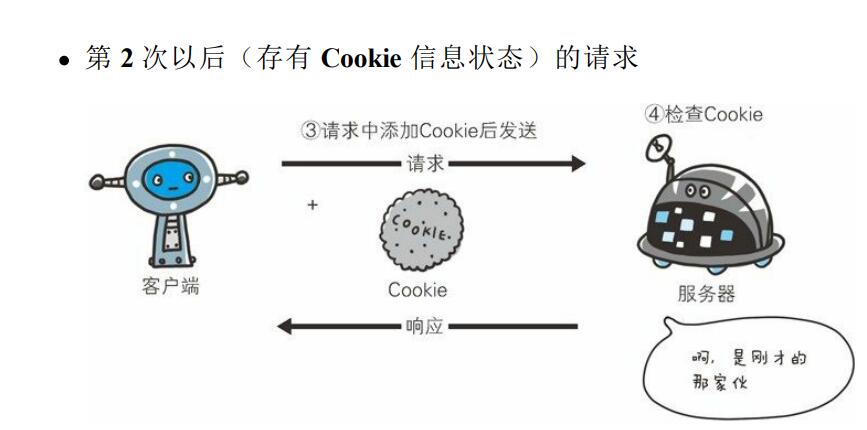 • 第 2 次以后（存有 Cookie 信息状态）的请求
④检查Cookie
③请求中添加Cookie后发送
请求
+
COOKIE.
客户端
Cookie
服务器
响应
啊，是刚才的
那家伙